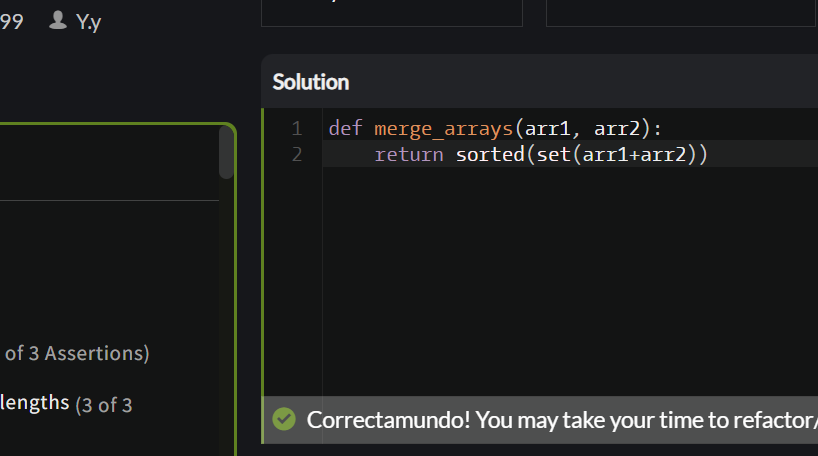 99 Y.y
Solution
1 def merge_arrays(arr1, arr2):
2     return sorted(set(arr1+arr2))
of 3 Assertions)
lengths (3 of 3
Correctamundo! You may take your time to refactor/